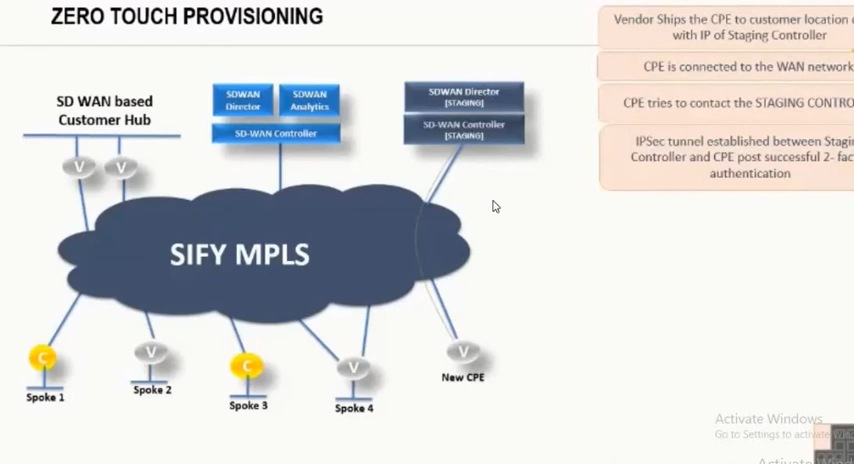 ZERO TOUCH PROVISIONING
Vendor Ships the CPE to customer location
with IP of Staging Controller
CPE is connected to the WAN network
CPE tries to contact the STAGING
IPSec tunnel established between
Controller and CPE post successful 2-
authentication
SD WAN based
Customer Hub
V
V
SDWAN
Director
SDWAN
Analytics
SD-WAN Controller
SDWAN Director
[STAGING]
SD-WAN Controller
[STAGING]
SIFY MPLS
C
Spoke 1
V
Spoke 2
C
Spoke 3
V
Spoke 4
V
New CPE
Activate Windows
Go to Settings to activate
Activate